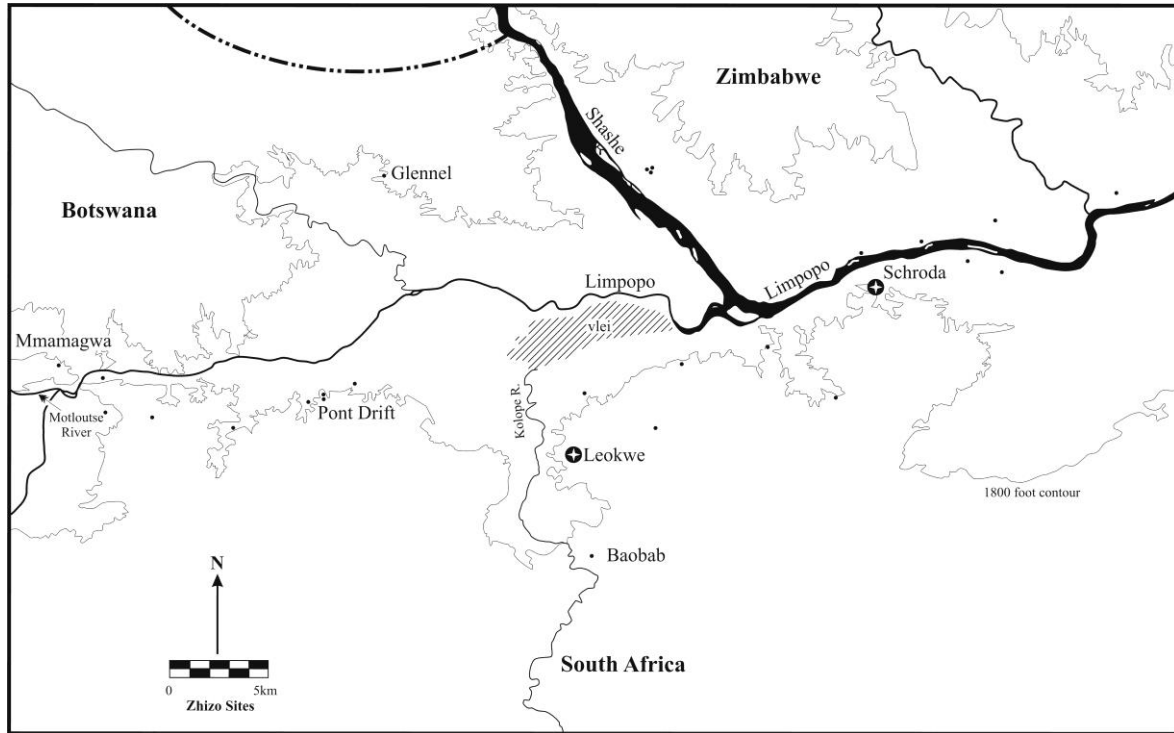 Zimbabwe
Shashe
Glennel
Botswana
Limpopo
Limpopo
Schroda
vlei
Mmamagwa
Motloutse
River
Pont Drift
Kolope R.
Leokwe
1800 foot contour
Baobab
N
South Africa
0 5km
Zhizo Sites